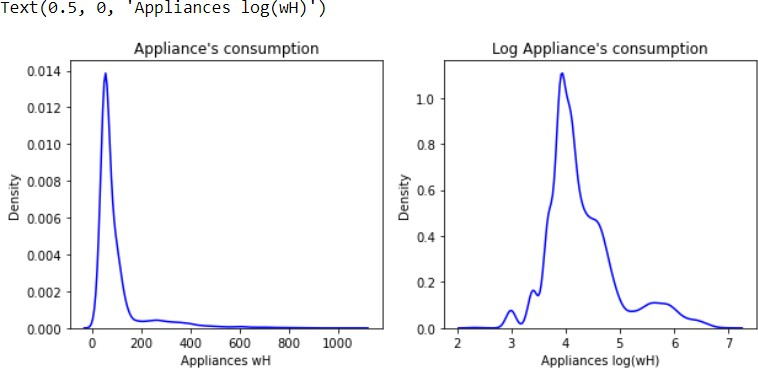 Text(0.5, 0, 'Appliances log(wH)')
Appliance's consumption
Density
0.014
0.012
0.010
0.008
0.006
0.004
0.002
0.000
0 200 400 600 800 1000
Appliances wH
Log Appliance's consumption
Density
1.0
0.8
0.6
0.4
0.2
0.0
2 3 4 5 6 7
Appliances log(wH)